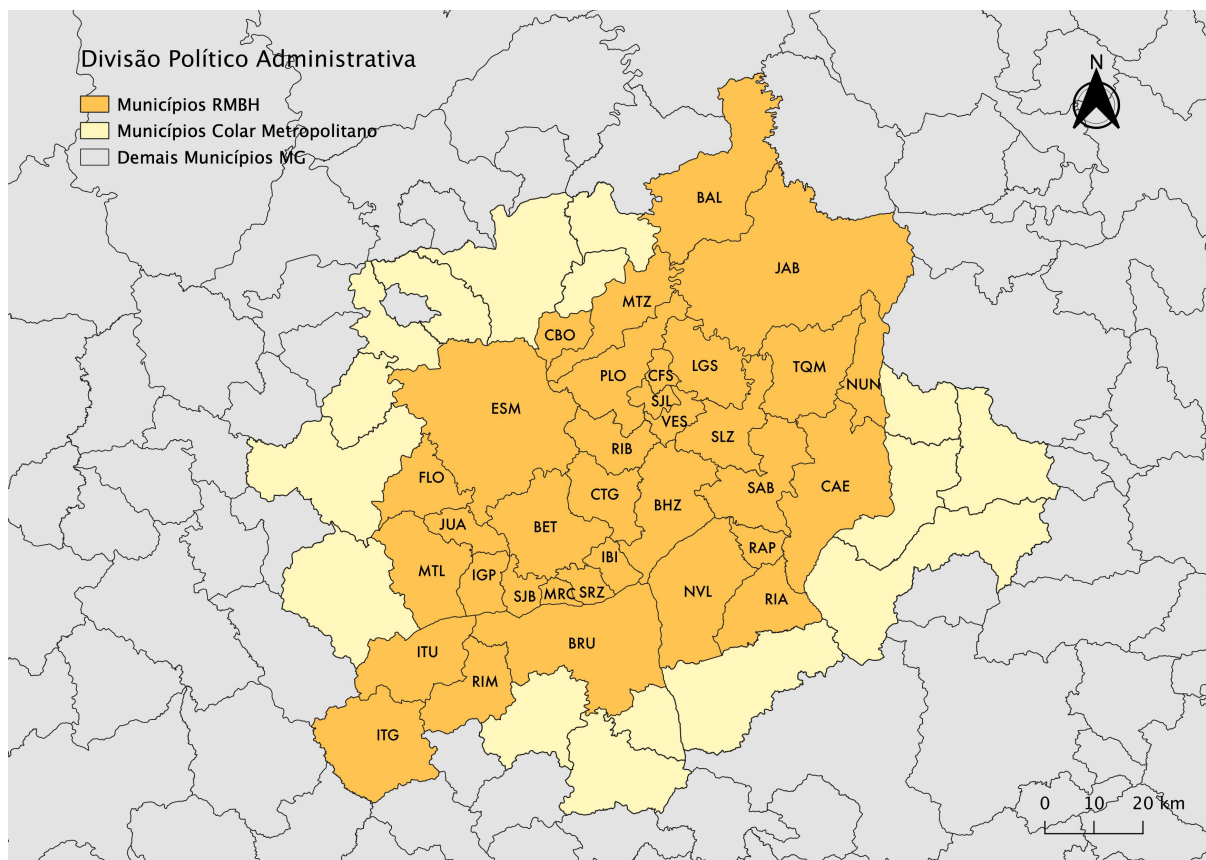 Divisão Político Administrativa
N
Municípios RMBH
Municípios Colar Metropolitano
Demais Municípios MG
BAL
JAB
MTZ
CBO
PLO
CFS
LGS
TQM
NUN
SJL
ESM
VES
SLZ
RIB
FLO
CTG
BHZ
SAB
CAE
JUA
BET
IBI
RAP
MTL
IGP
SJB
MRC
SRZ
NVL
RIA
ITU
BRU
RIM
ITG
0 10 20 km